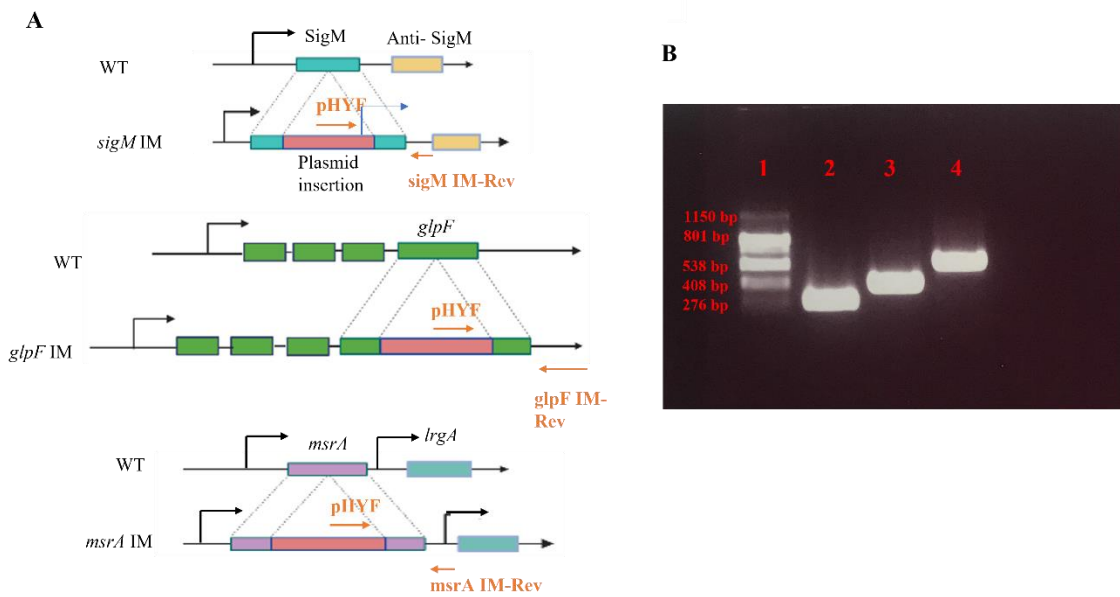 A
SigM
Anti- SigM
WT
pHYF
sigM IM
Plasmid
insertion
sigM IM-Rev
glpF
WT
pHYF
glpF IM
glpF IM-
Rev
msrA
lrgA
WT
pHYF
msrA IM
msrA IM-Rev
B
1
2
3
4
1150 bp
801 bp
538 bp
408 bp
276 bp